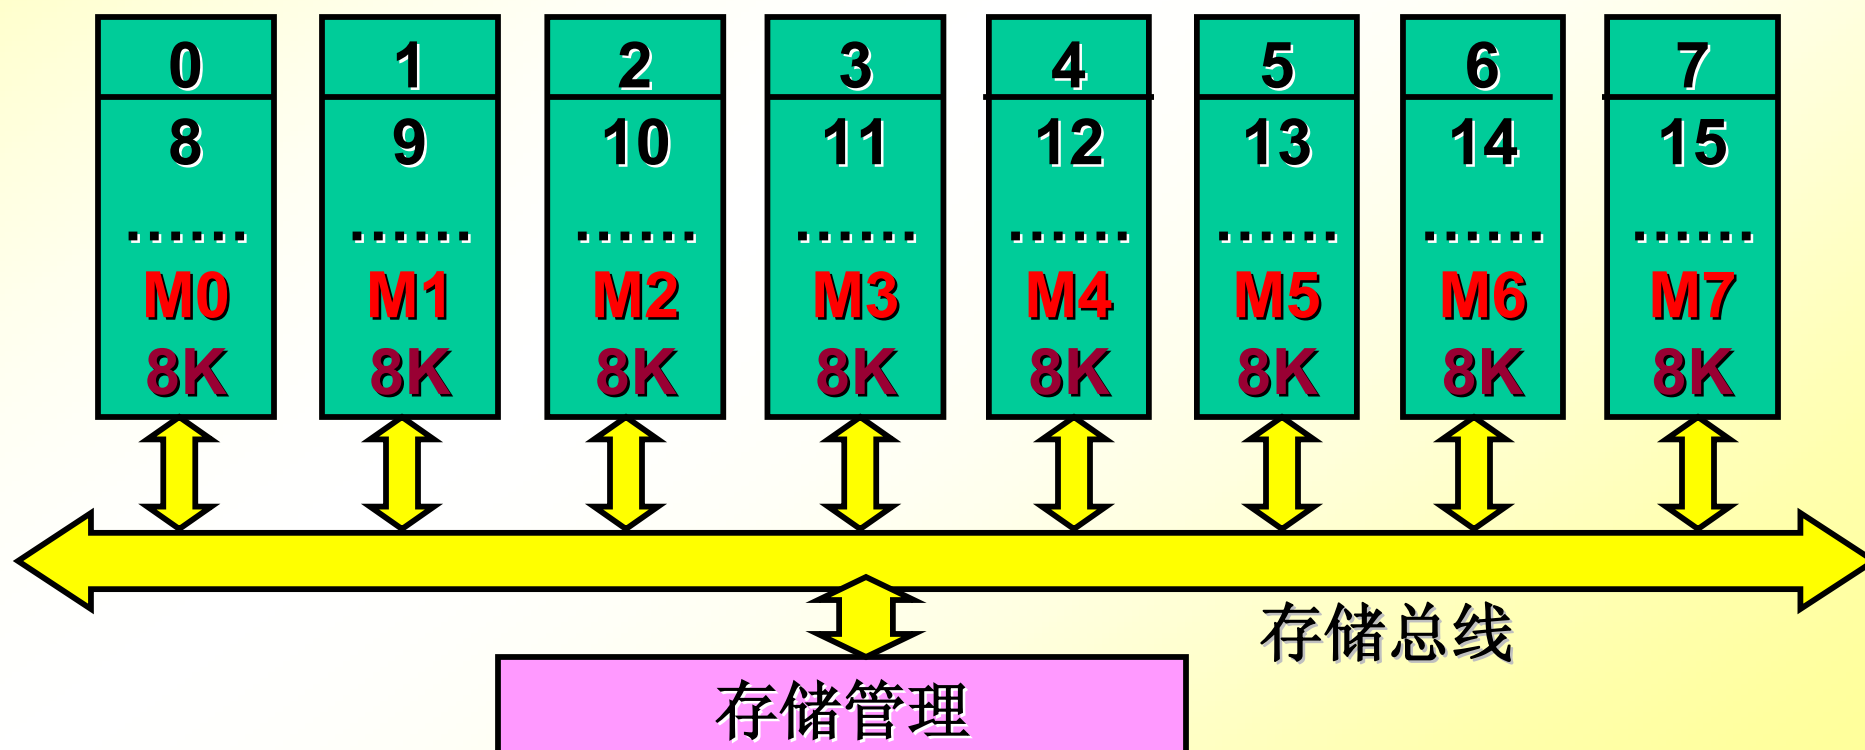 0 1 2 3 4 5 6 7
8 9 10 11 12 13 14 15
...... ...... ...... ...... ...... ...... ...... ......
M0 M1 M2 M3 M4 M5 M6 M7
8K 8K 8K 8K 8K 8K 8K 8K
存储总线
存储管理